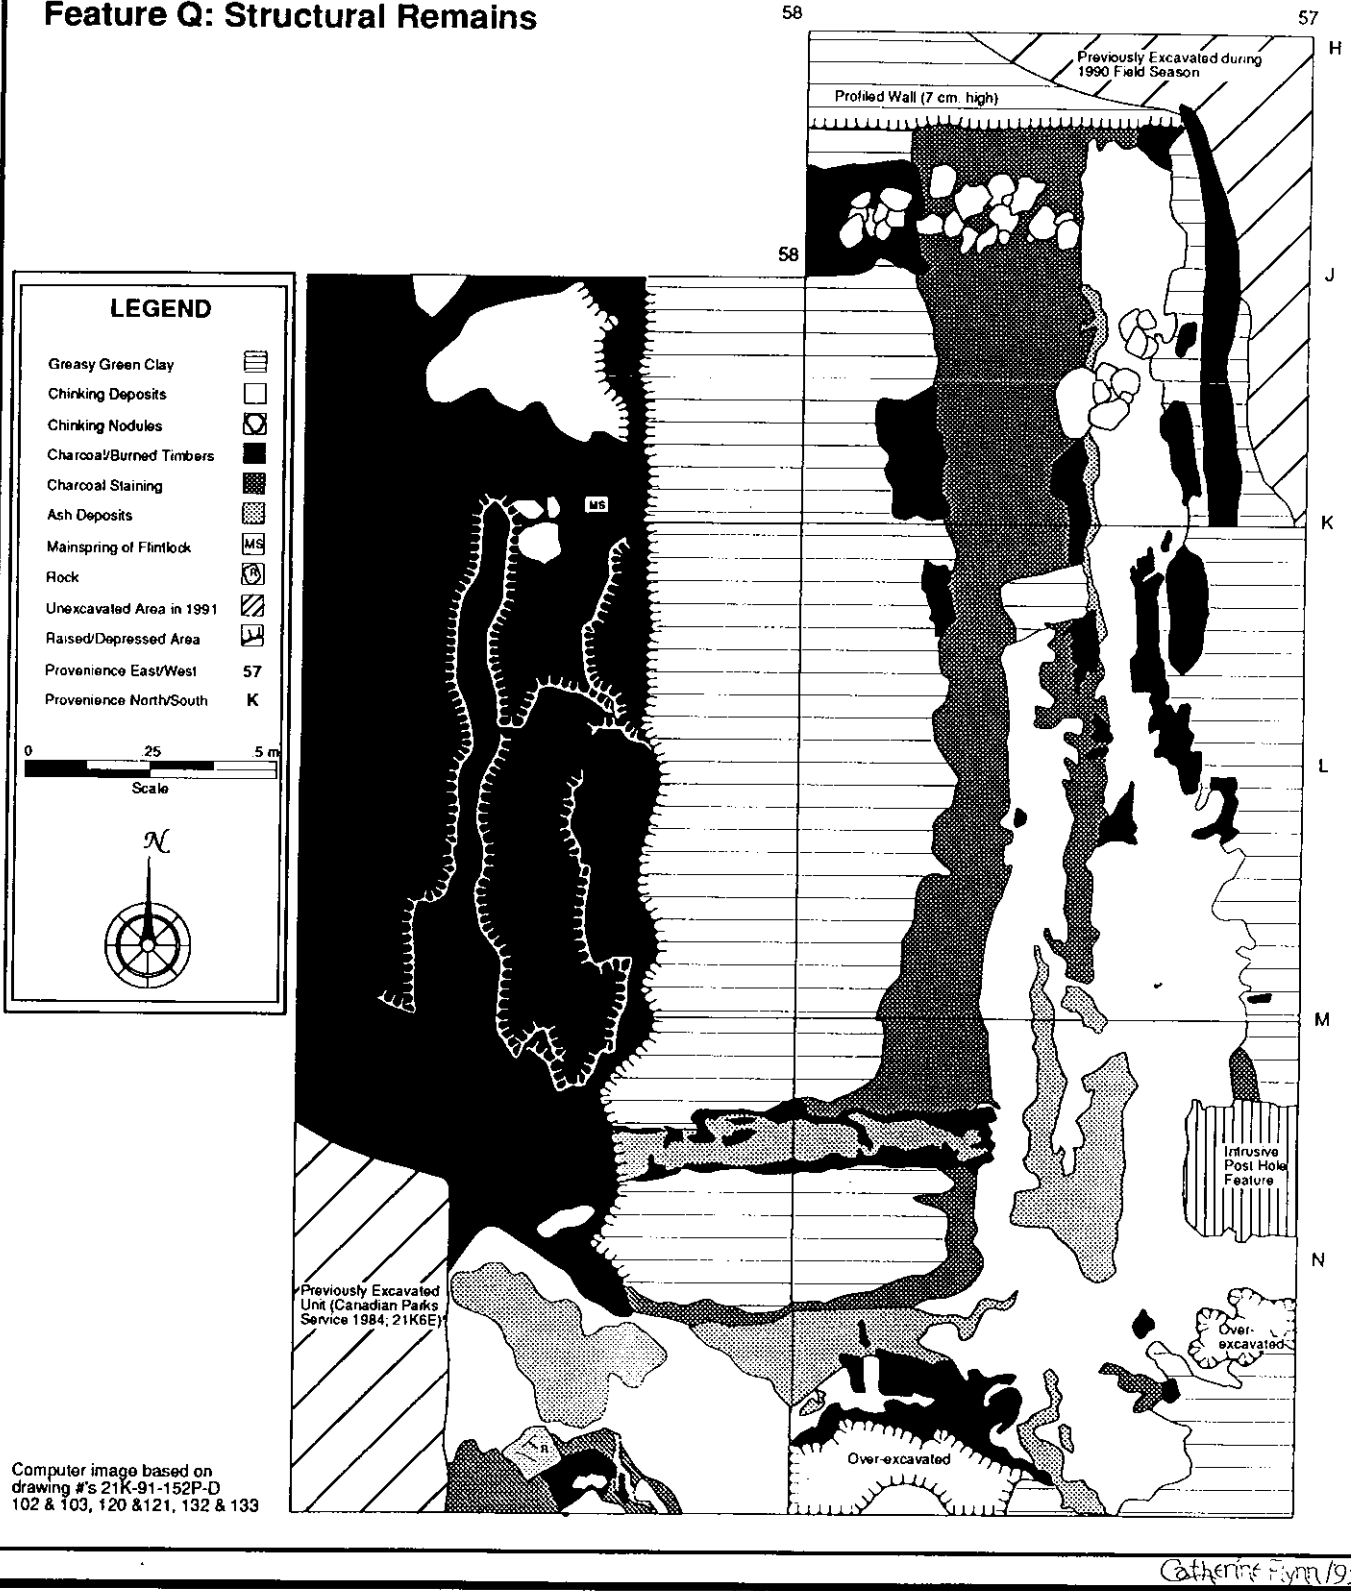 Feature Q: Structural Remains
58
57
H
Previously Excavated during
1990 Field Season
Profiled Wall (7 cm. high)
58
J
LEGEND
Greasy Green Clay
Chinking Deposits
Chinking Nodules
Charcoal/Burned Timbers
Charcoal Staining
Ash Deposits
Mainspring of Flintlock MS
Rock R
Unexcavated Area in 1991
Raised/Depressed Area
Provenience East/West 57
Provenience North/South K
0 .25 .5 m
Scale
N
MS
K
L
M
Intrusive
Post Hole
Feature
N
Previously Excavated
Unit (Canadian Parks
Service 1984; 21K6E)
Over-
excavated
R
Over-excavated
Computer image based on
drawing #'s 21K-91-152P-D
102 & 103, 120 &121, 132 & 133
Catherine Flynn